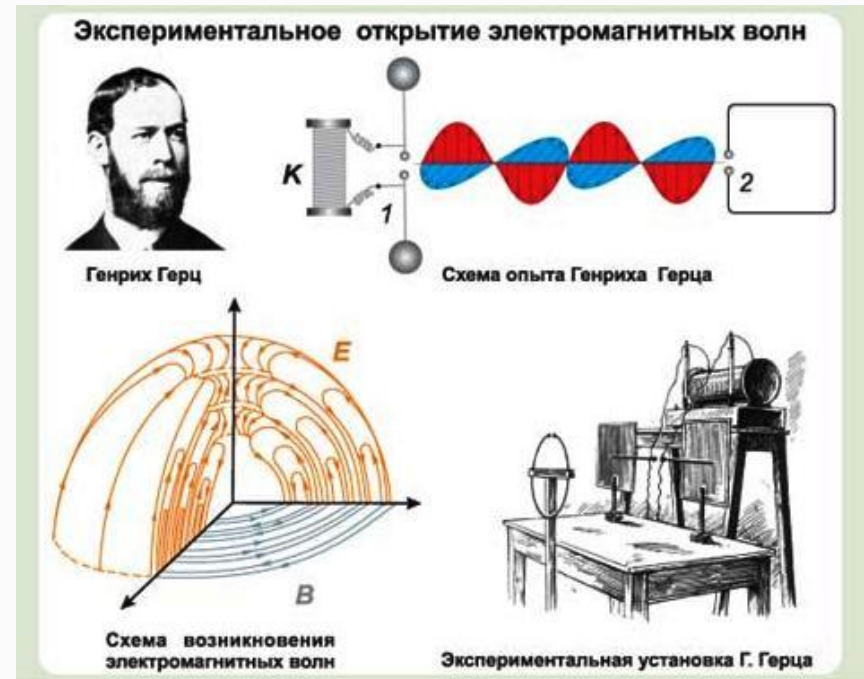 Экспериментальное открытие электромагнитных волн
K
1
2
Генрих Герц
Схема опыта Генриха Герца
E
B
Схема возникновения
электромагнитных волн
Экспериментальная установка Г. Герца